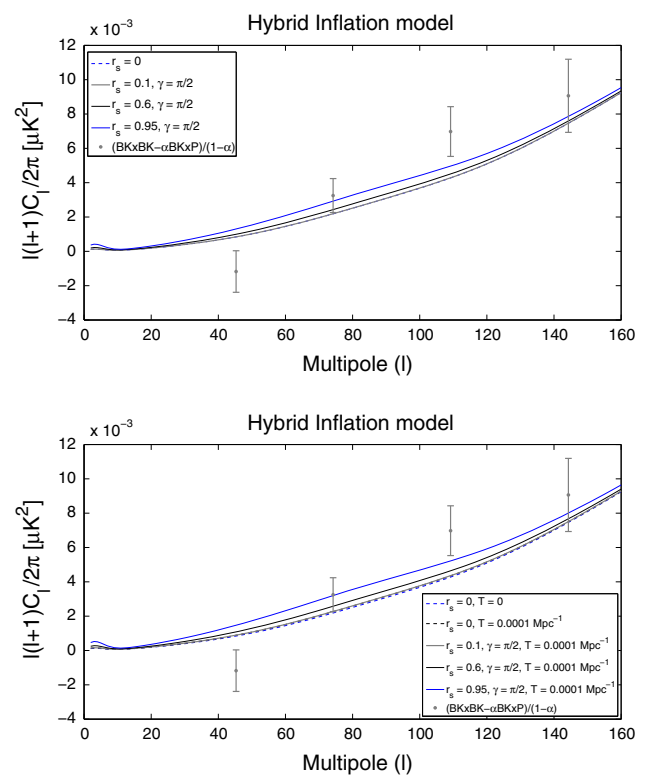 Hybrid Inflation model
x 10⁻³
12
10
8
6
4
2
0
−2
−4
l(l+1)C_l/2π [μK²]
r_s = 0
r_s = 0.1, γ = π/2
r_s = 0.6, γ = π/2
r_s = 0.95, γ = π/2
(BKxBK−αBKxP)/(1−α)
0 20 40 60 80 100 120 140 160
Multipole (l)
Hybrid Inflation model
x 10⁻³
12
10
8
6
4
2
0
−2
−4
l(l+1)C_l/2π [μK²]
r_s = 0, T = 0
r_s = 0, T = 0.0001 Mpc⁻¹
r_s = 0.1, γ = π/2, T = 0.0001 Mpc⁻¹
r_s = 0.6, γ = π/2, T = 0.0001 Mpc⁻¹
r_s = 0.95, γ = π/2, T = 0.0001 Mpc⁻¹
(BKxBK−αBKxP)/(1−α)
0 20 40 60 80 100 120 140 160
Multipole (l)